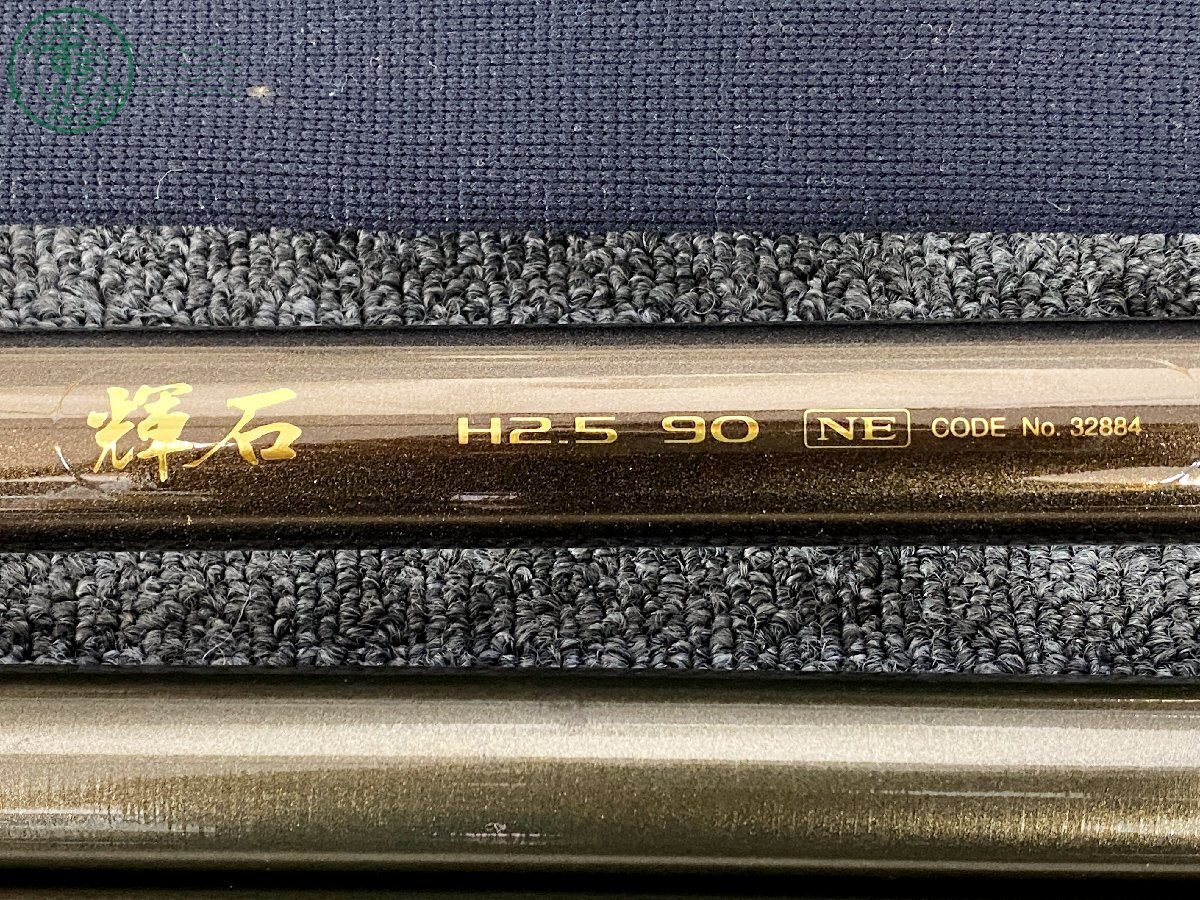 輝石 H2.5 90 NE CODE No. 32884